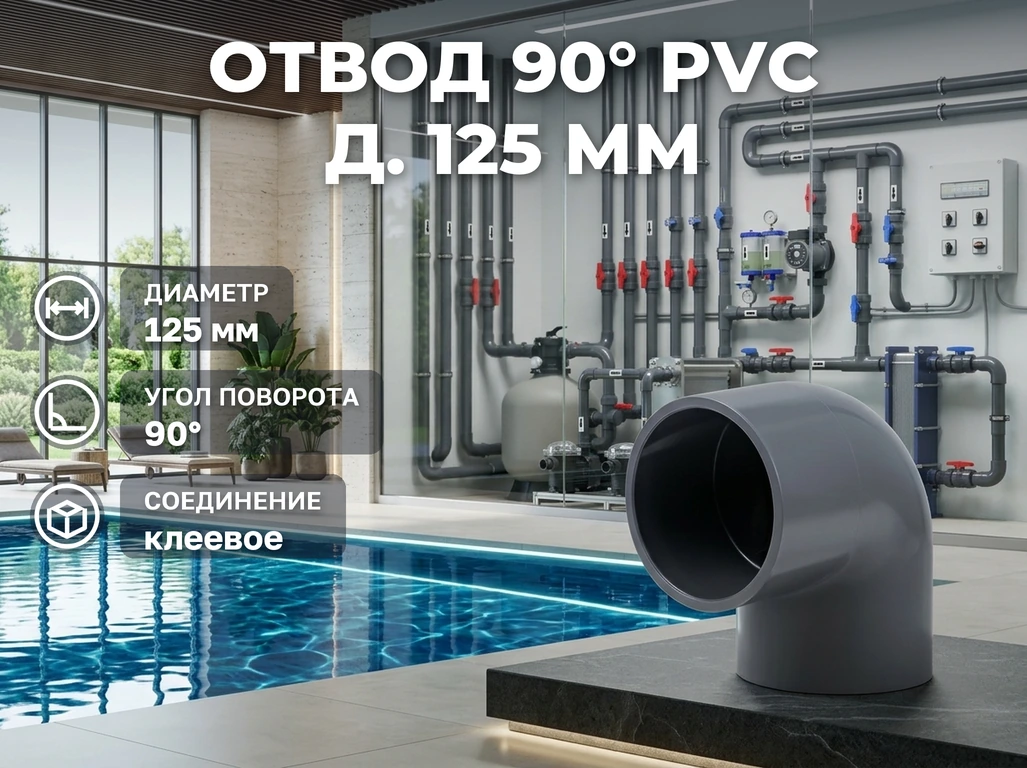 ОТВОД 90° PVC
Д. 125 ММ
ДИАМЕТР
125 мм
УГОЛ ПОВОРОТА
90°
СОЕДИНЕНИЕ
клеевое